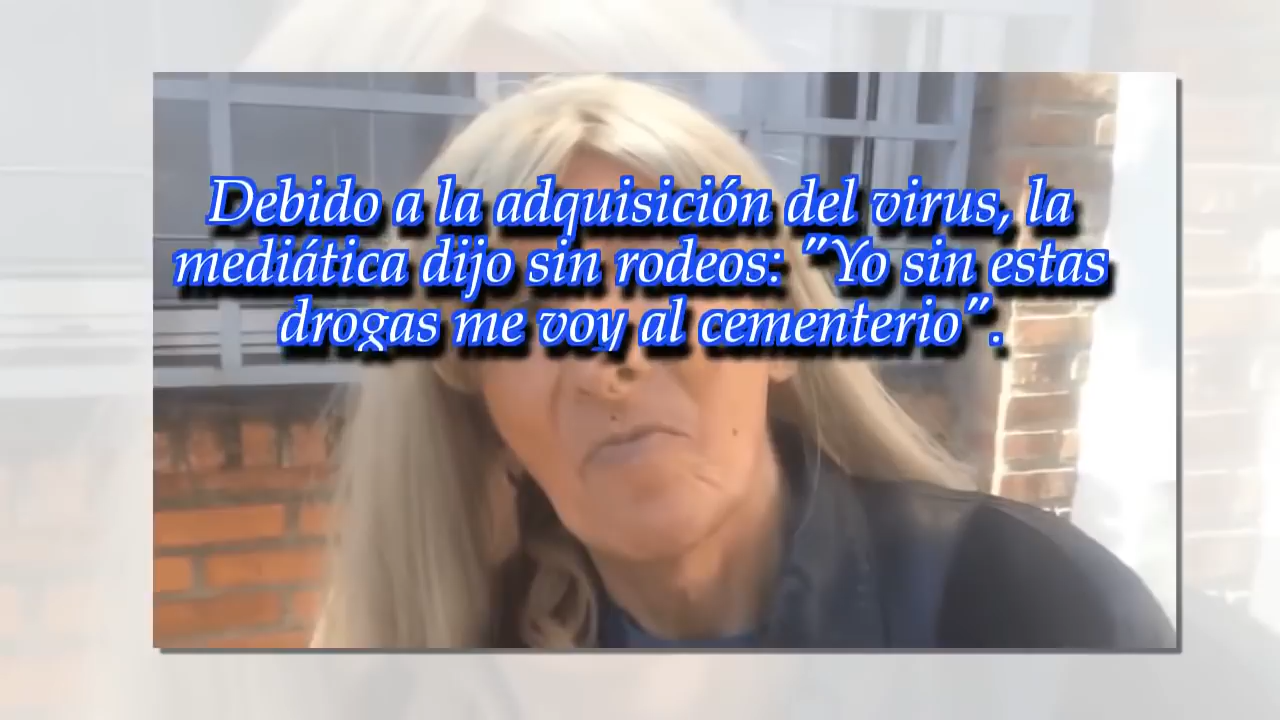 Debido a la adquisición del virus, la
mediática dijo sin rodeos: "Yo sin estas
drogas me voy al cementerio".